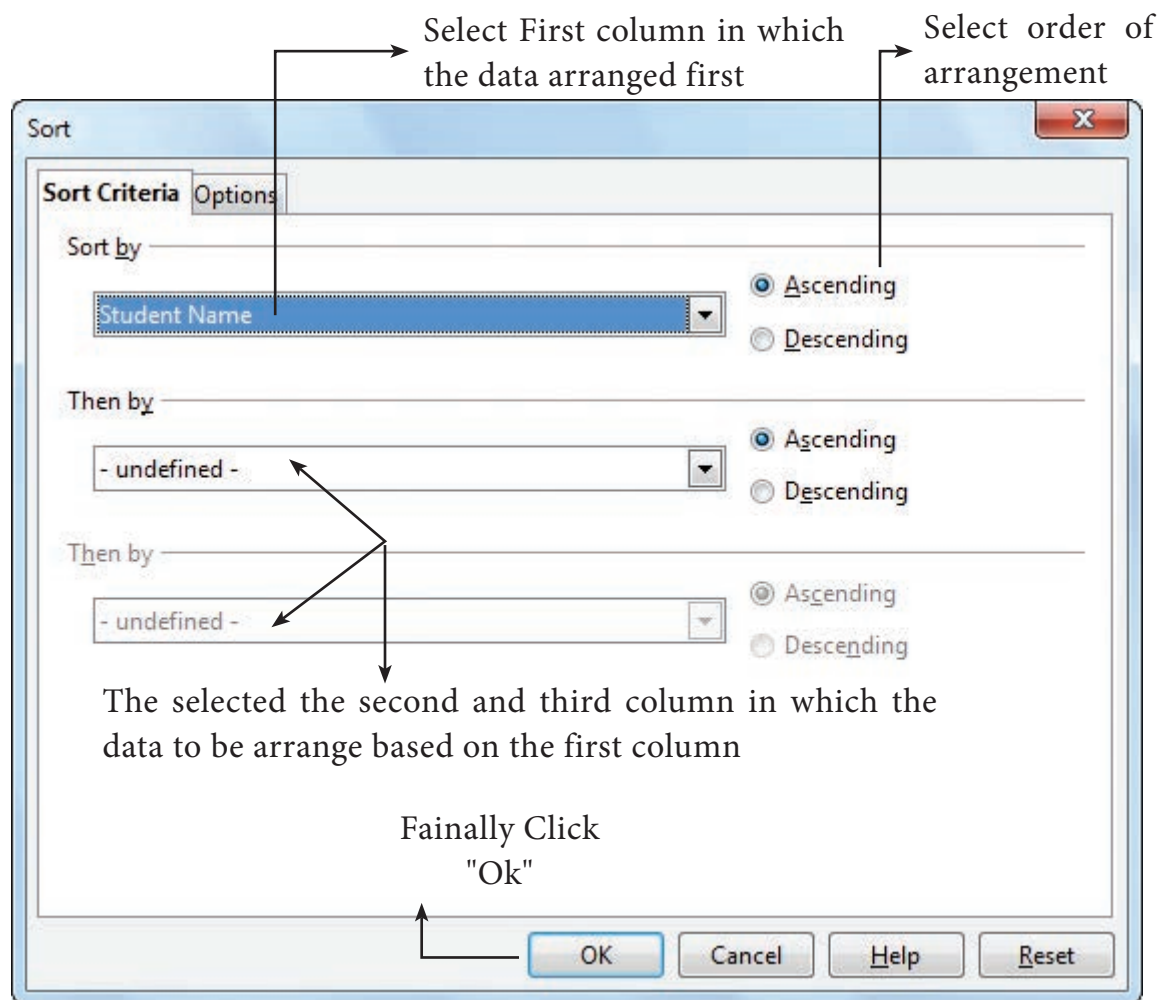 Select First column in which
the data arranged first
Select order of
arrangement
Sort
Sort Criteria
Options
Sort by
Student Name
Ascending
Descending
Then by
- undefined -
Ascending
Descending
Then by
- undefined -
Ascending
Descending
The selected the second and third column in which the
data to be arrange based on the first column
Fainally Click
"Ok"
OK
Cancel
Help
Reset